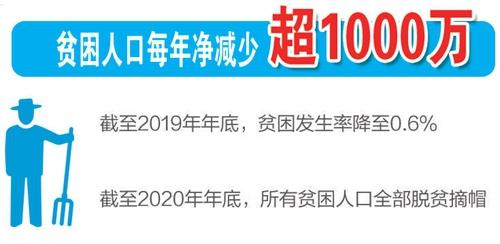 贫困人口每年净减少 超1000万
截至2019年年底，贫困发生率降至0.6%
截至2020年年底，所有贫困人口全部脱贫摘帽